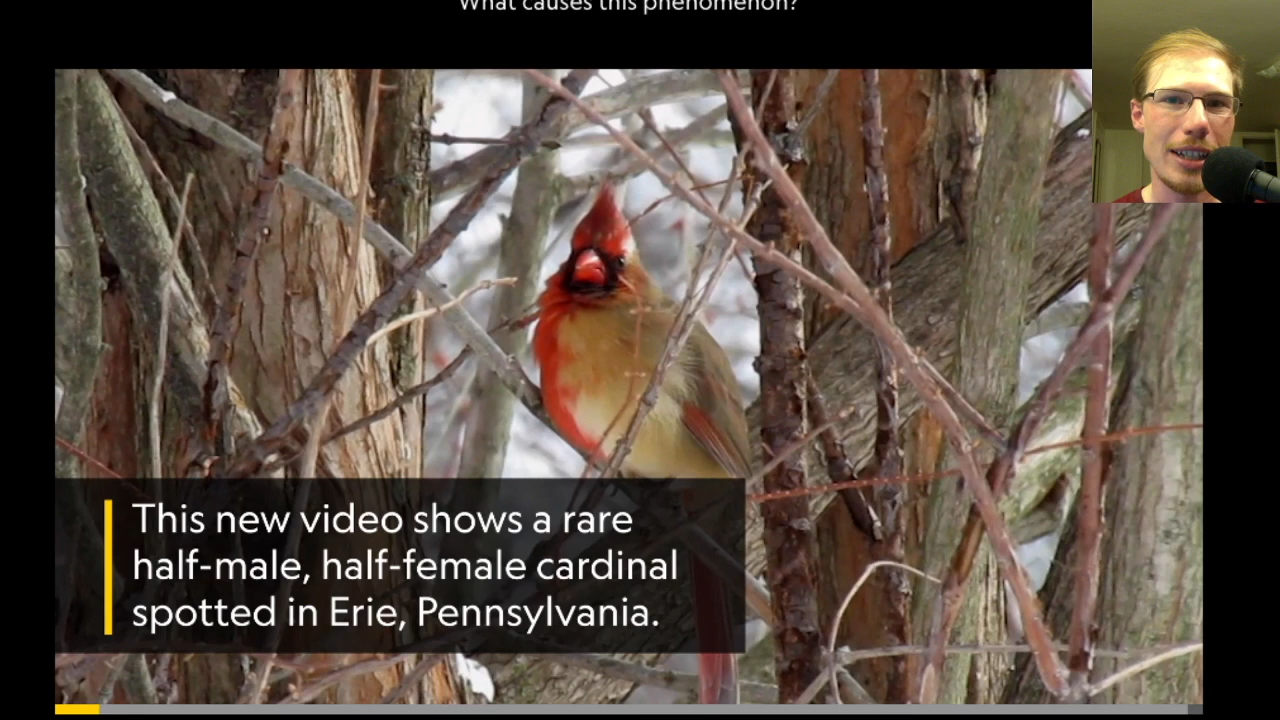 What causes this phenomenon?
This new video shows a rare
half-male, half-female cardinal
spotted in Erie, Pennsylvania.